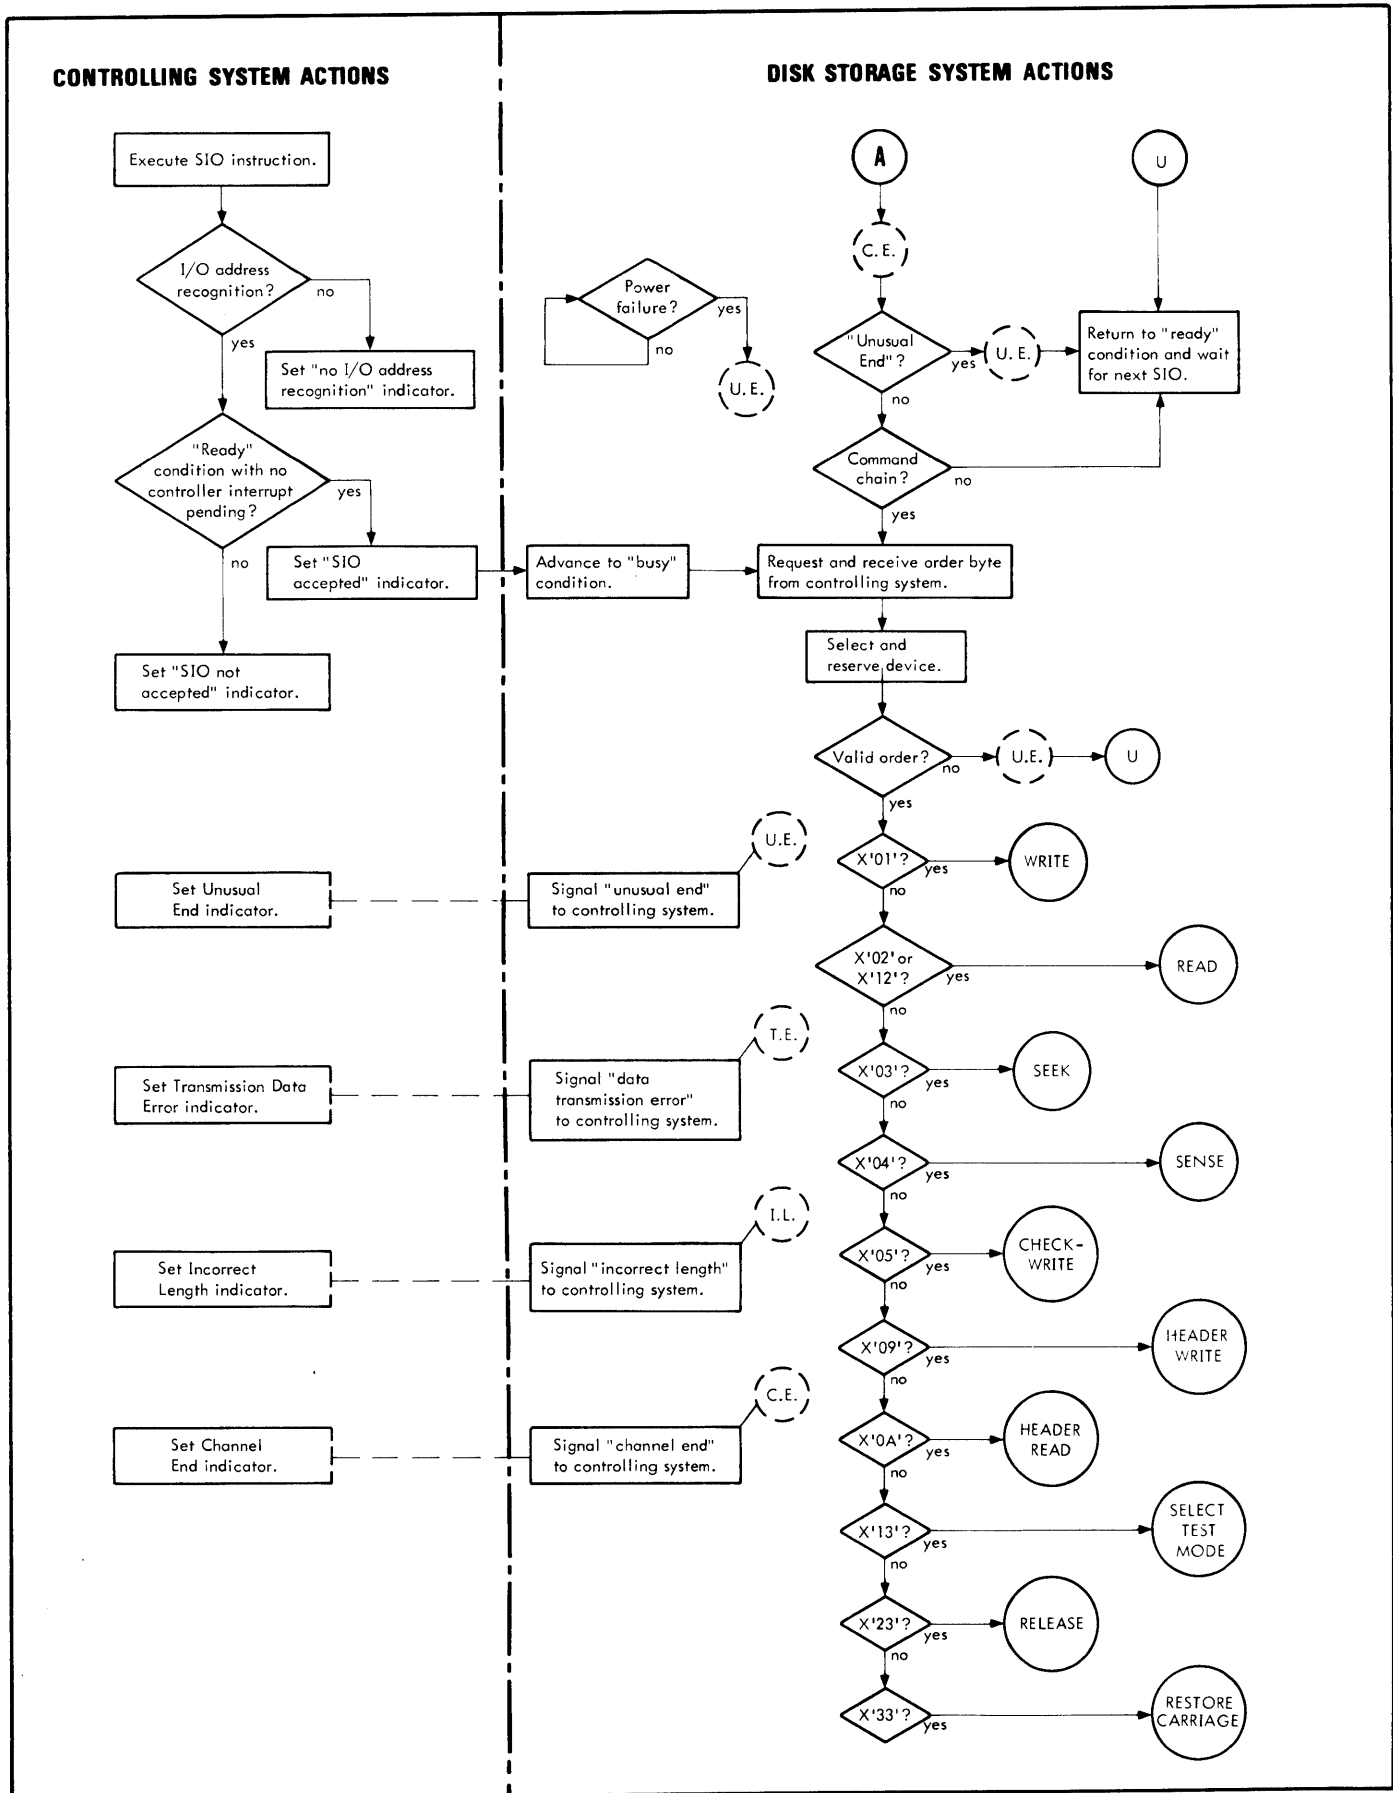 CONTROLLING SYSTEM ACTIONS
DISK STORAGE SYSTEM ACTIONS
Execute SIO instruction.
I/O address
recognition?
no
yes
Set "no I/O address
recognition" indicator.
"Ready"
condition with no
controller interrupt
pending?
yes
no
Set "SIO
accepted" indicator.
Set "SIO not
accepted" indicator.
Power
failure?
yes
no
U.E.
A
C.E.
"Unusual
End"?
yes
no
U.E.
U
Return to "ready"
condition and wait
for next SIO.
Command
chain?
no
yes
Advance to "busy"
condition.
Request and receive order byte
from controlling system.
Select and
reserve device.
Valid order?
no
yes
U.E.
U
X'01'?
yes
no
WRITE
X'02' or
X'12'?
yes
no
READ
X'03'?
yes
no
SEEK
X'04'?
yes
no
SENSE
X'05'?
yes
no
CHECK-
WRITE
X'09'?
yes
no
HEADER
WRITE
X'0A'?
yes
no
HEADER
READ
X'13'?
yes
no
SELECT
TEST
MODE
X'23'?
yes
no
RELEASE
X'33'?
yes
RESTORE
CARRIAGE
U.E.
Signal "unusual end"
to controlling system.
Set Unusual
End indicator.
T.E.
Signal "data
transmission error"
to controlling system.
Set Transmission Data
Error indicator.
I.L.
Signal "incorrect length"
to controlling system.
Set Incorrect
Length indicator.
C.E.
Signal "channel end"
to controlling system.
Set Channel
End indicator.